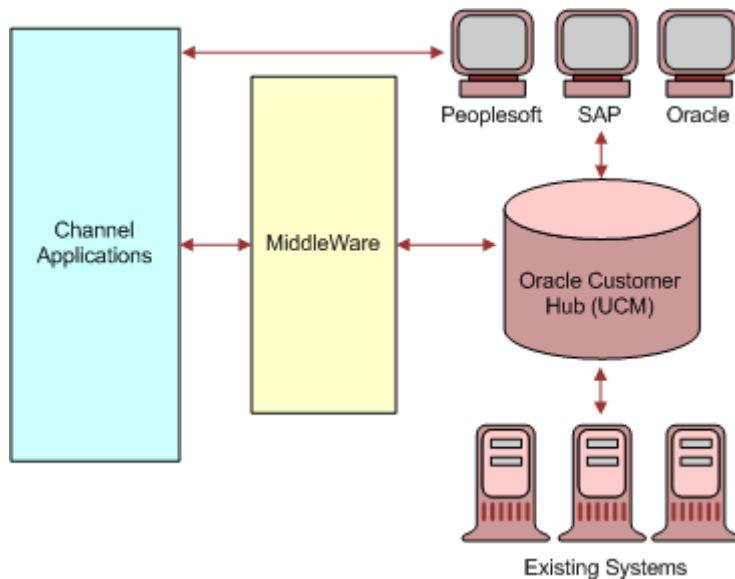 Peoplesoft SAP Oracle
Channel
Applications
MiddleWare
Oracle Customer
Hub (UCM)
Existing Systems